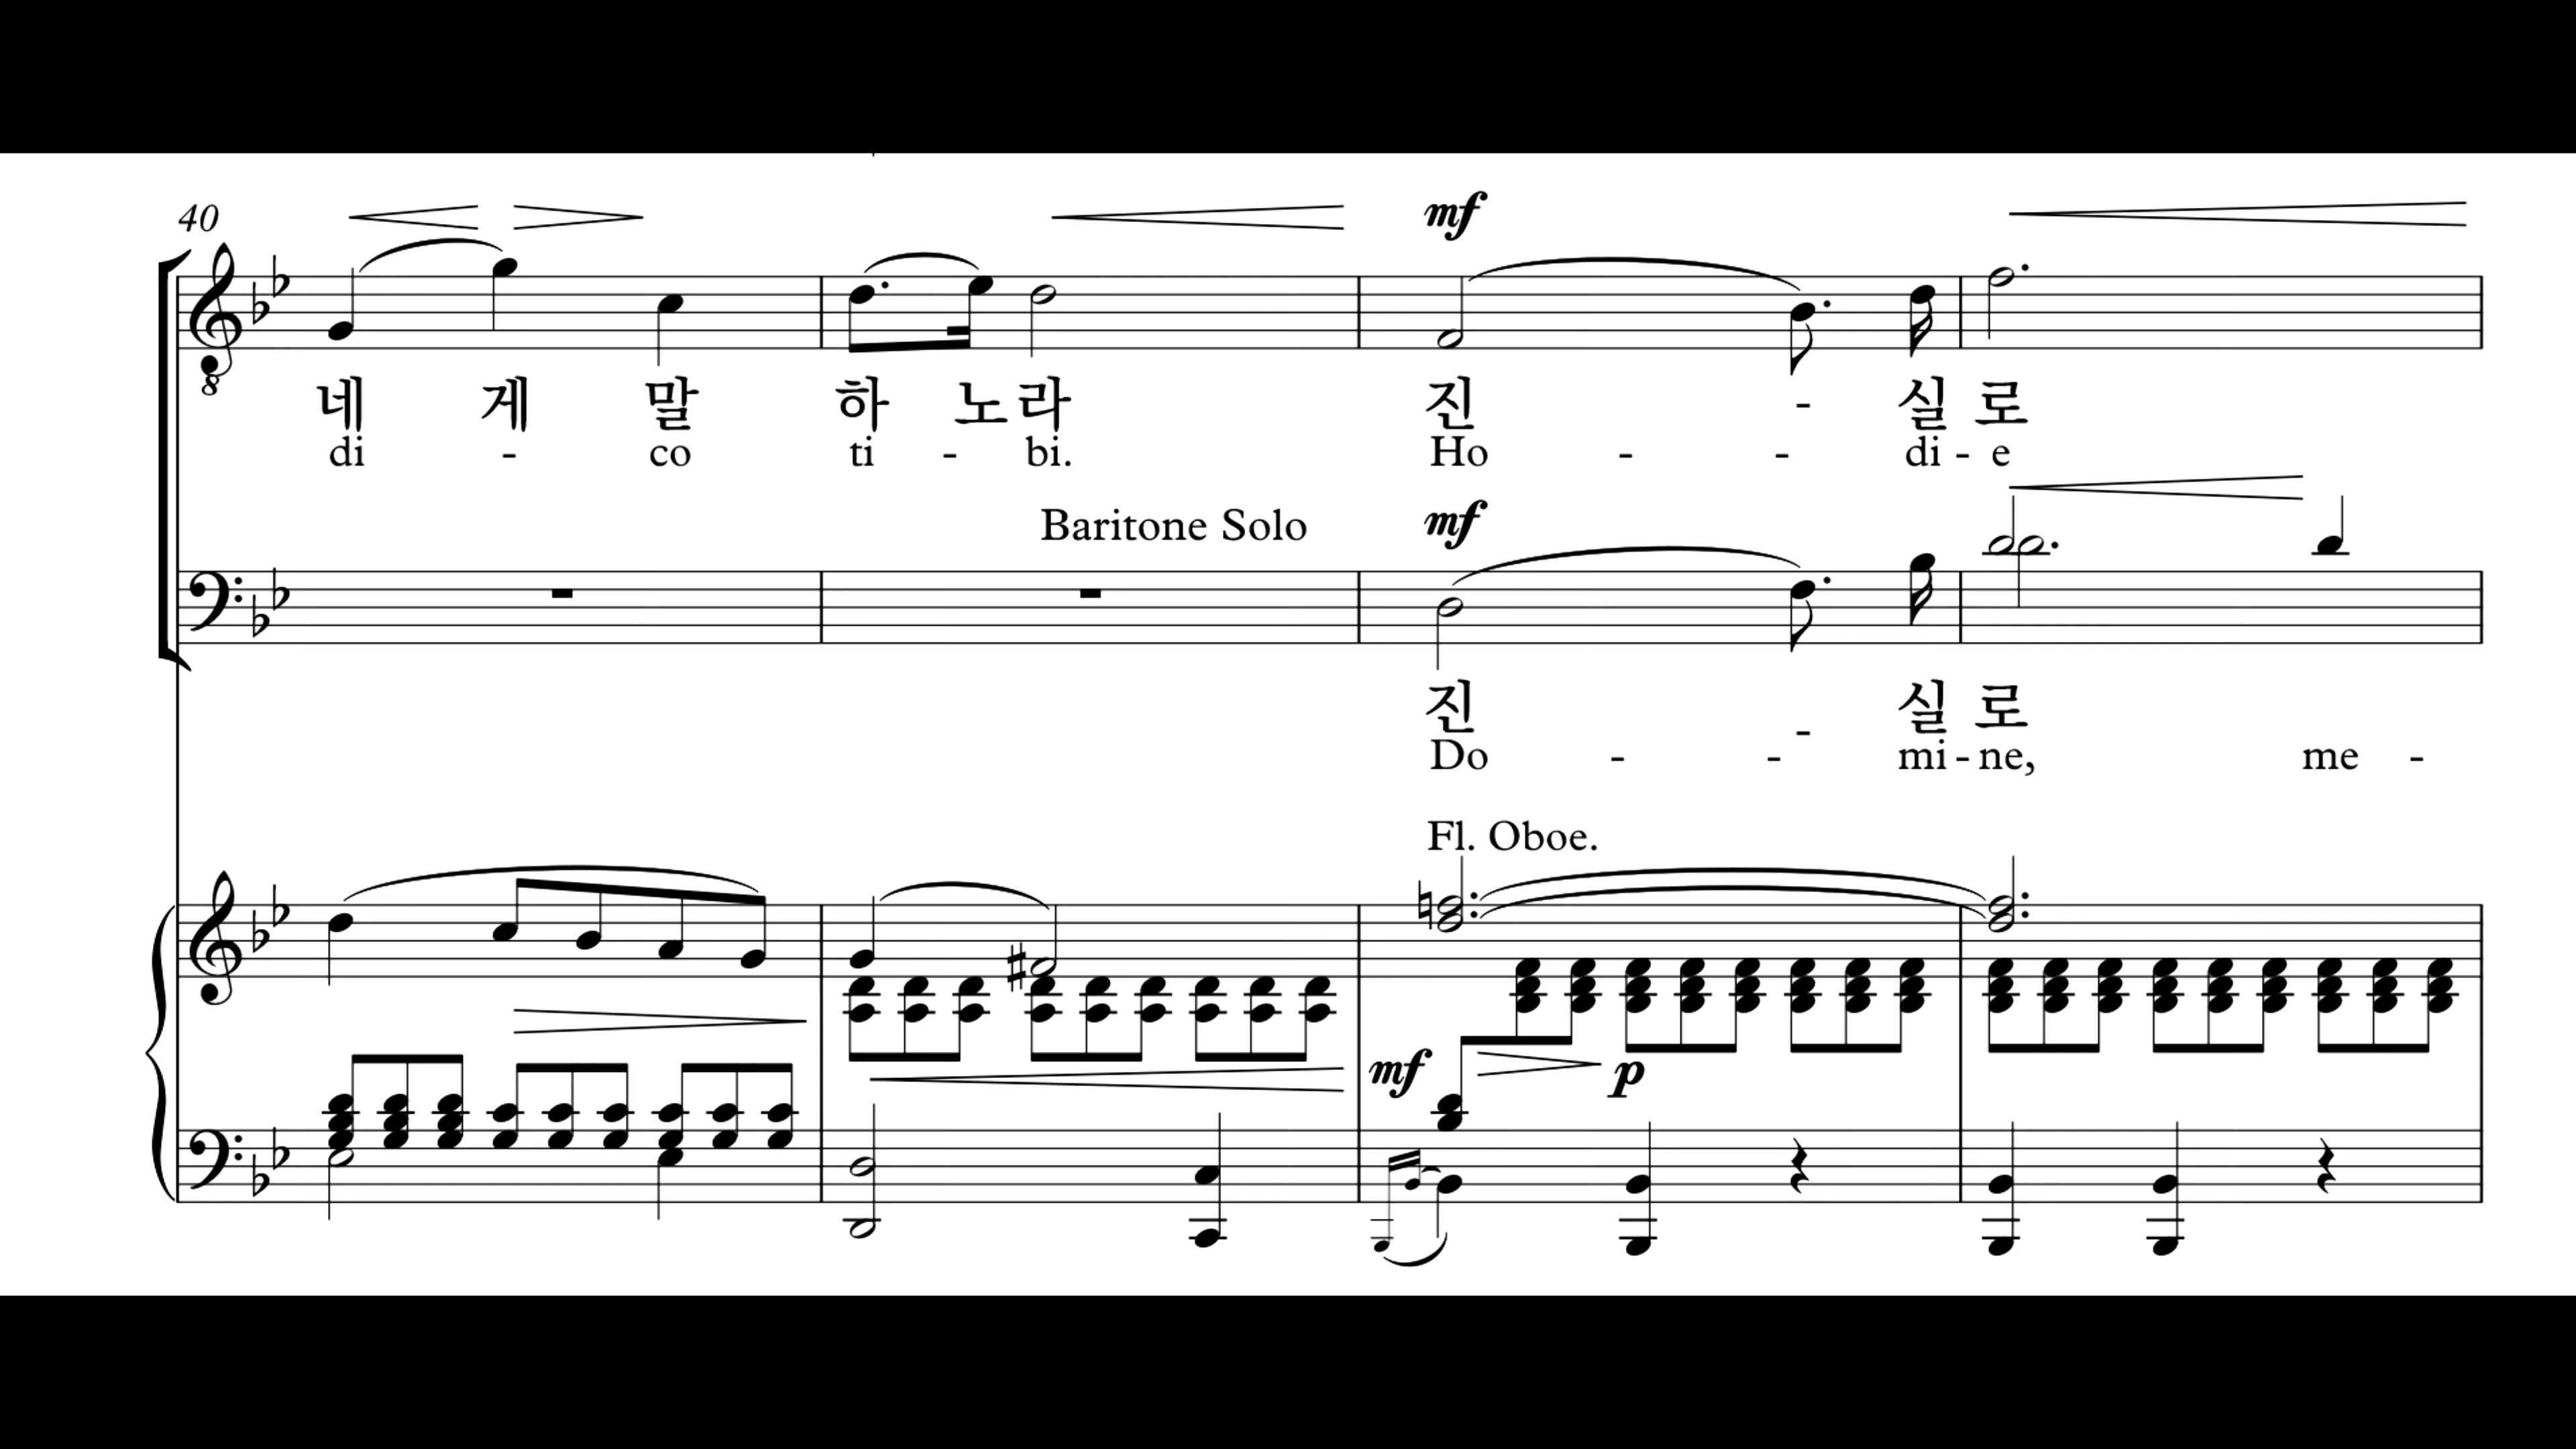 40
mf
네 게 말 하 노 라 진 - 실 로
di - co ti - bi. Ho - - di - e
Baritone Solo
mf
진 - 실 로
Do - - mi - ne, me -
Fl. Oboe.
mf p